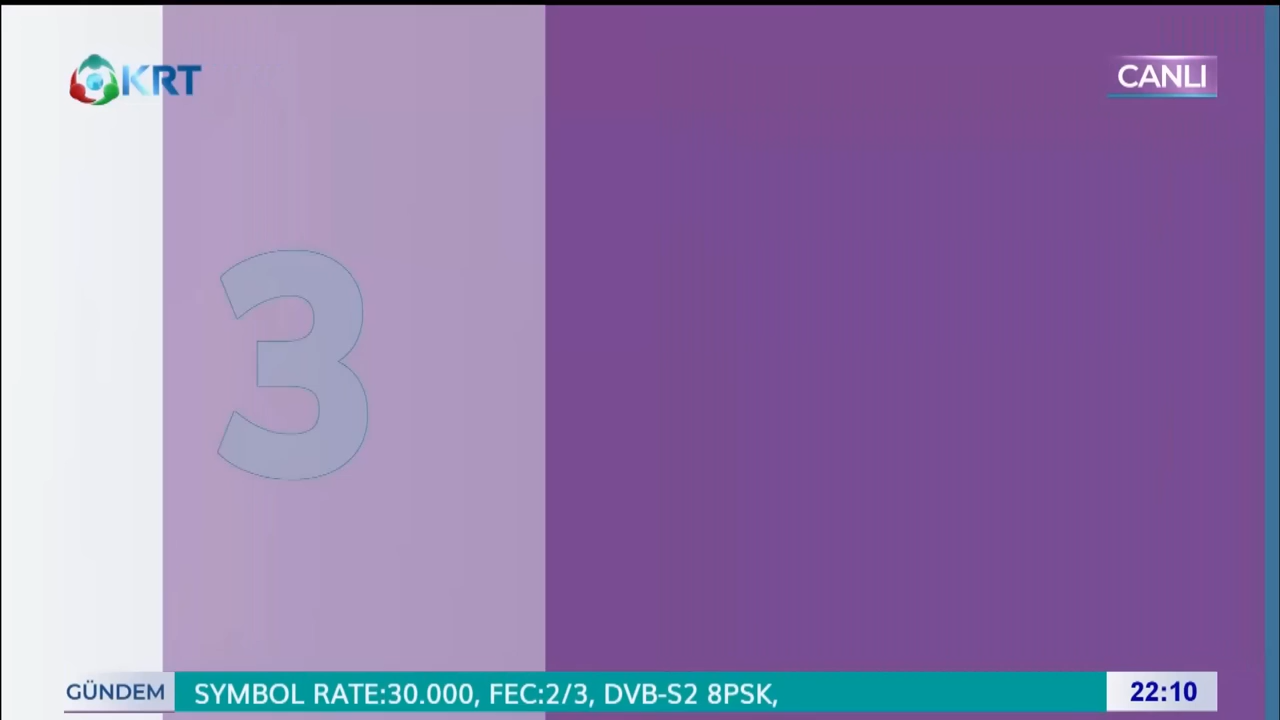 KRT
CANLI
3
GÜNDEM
SYMBOL RATE:30.000, FEC:2/3, DVB-S2 8PSK,
22:10